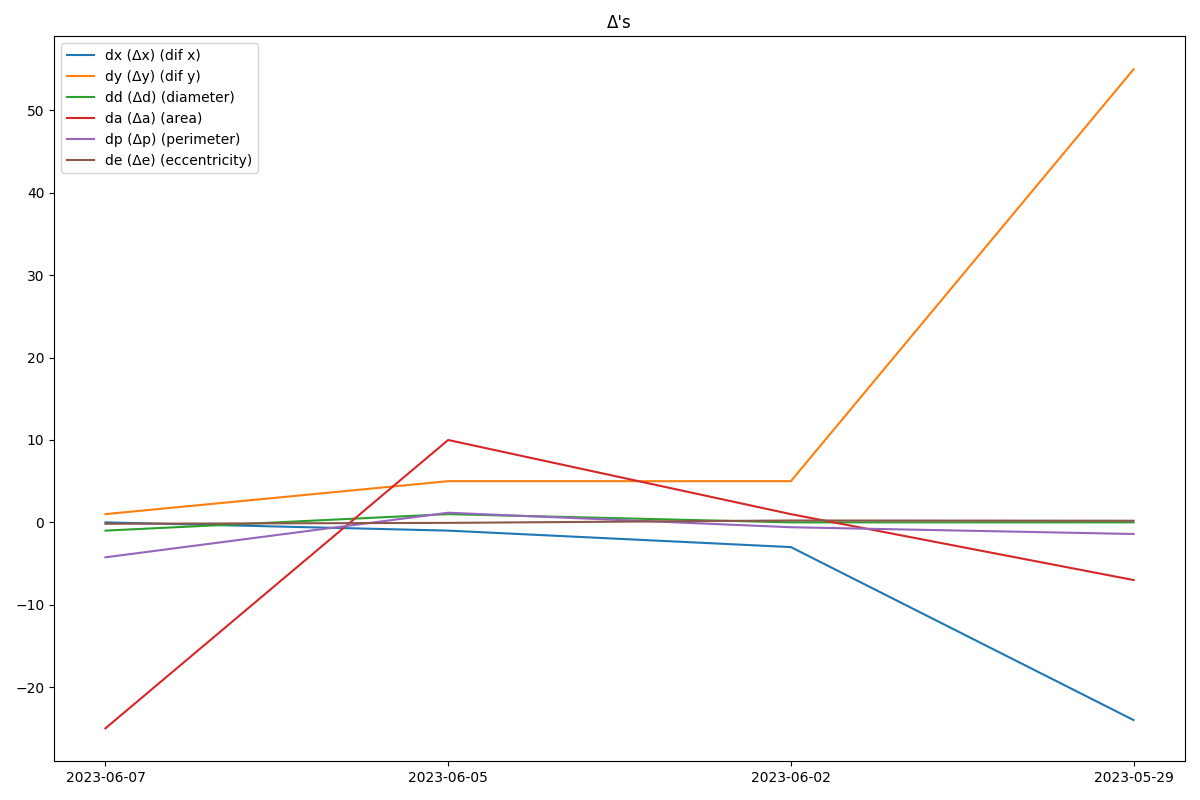 Δ's
dx (Δx) (dif x)
dy (Δy) (dif y)
dd (Δd) (diameter)
da (Δa) (area)
dp (Δp) (perimeter)
de (Δe) (eccentricity)
50
40
30
20
10
0
−10
−20
2023-06-07
2023-06-05
2023-06-02
2023-05-29